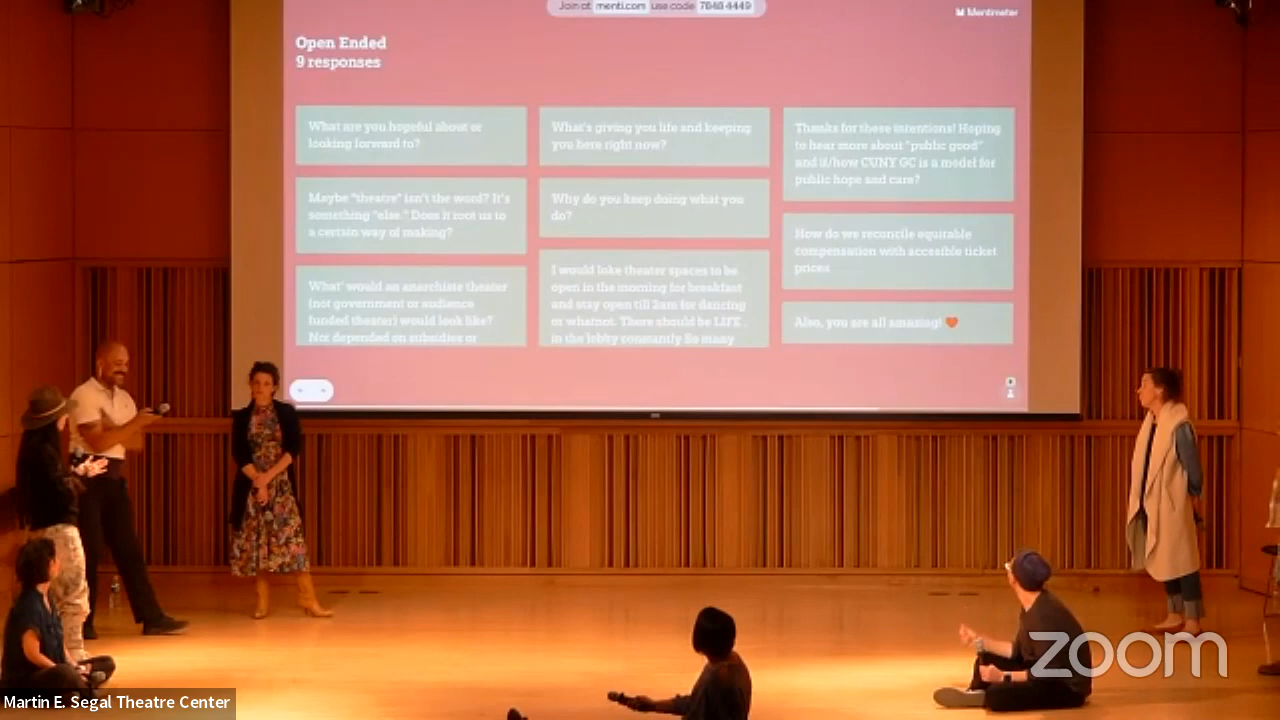 Join at menti.com use code 7848 4449
Mentimeter
Open Ended
9 responses
What are you hopeful about or
looking forward to?
Maybe "theatre" isn't the word? It's
something "else." Does it root us to
a certain way of making?
What' would an anarchist theater
(not government or audience
funded theater) would look like?
Not depended on subsidies or
What's giving you life and keeping
you here right now?
Why do you keep doing what you
do?
I would loke theater spaces to be
open in the morning for breakfast
and stay open till 2am for dancing
or whatnot. There should be LIFE .
in the lobby constantly So many
Thanks for these intentions! Hoping
to hear more about "public good"
and if/how CUNY GC is a model for
public hope and care?
How do we reconcile equitable
compensation with accesible ticket
prices
Also, you are all amazing!
zoom
Martin E. Segal Theatre Center